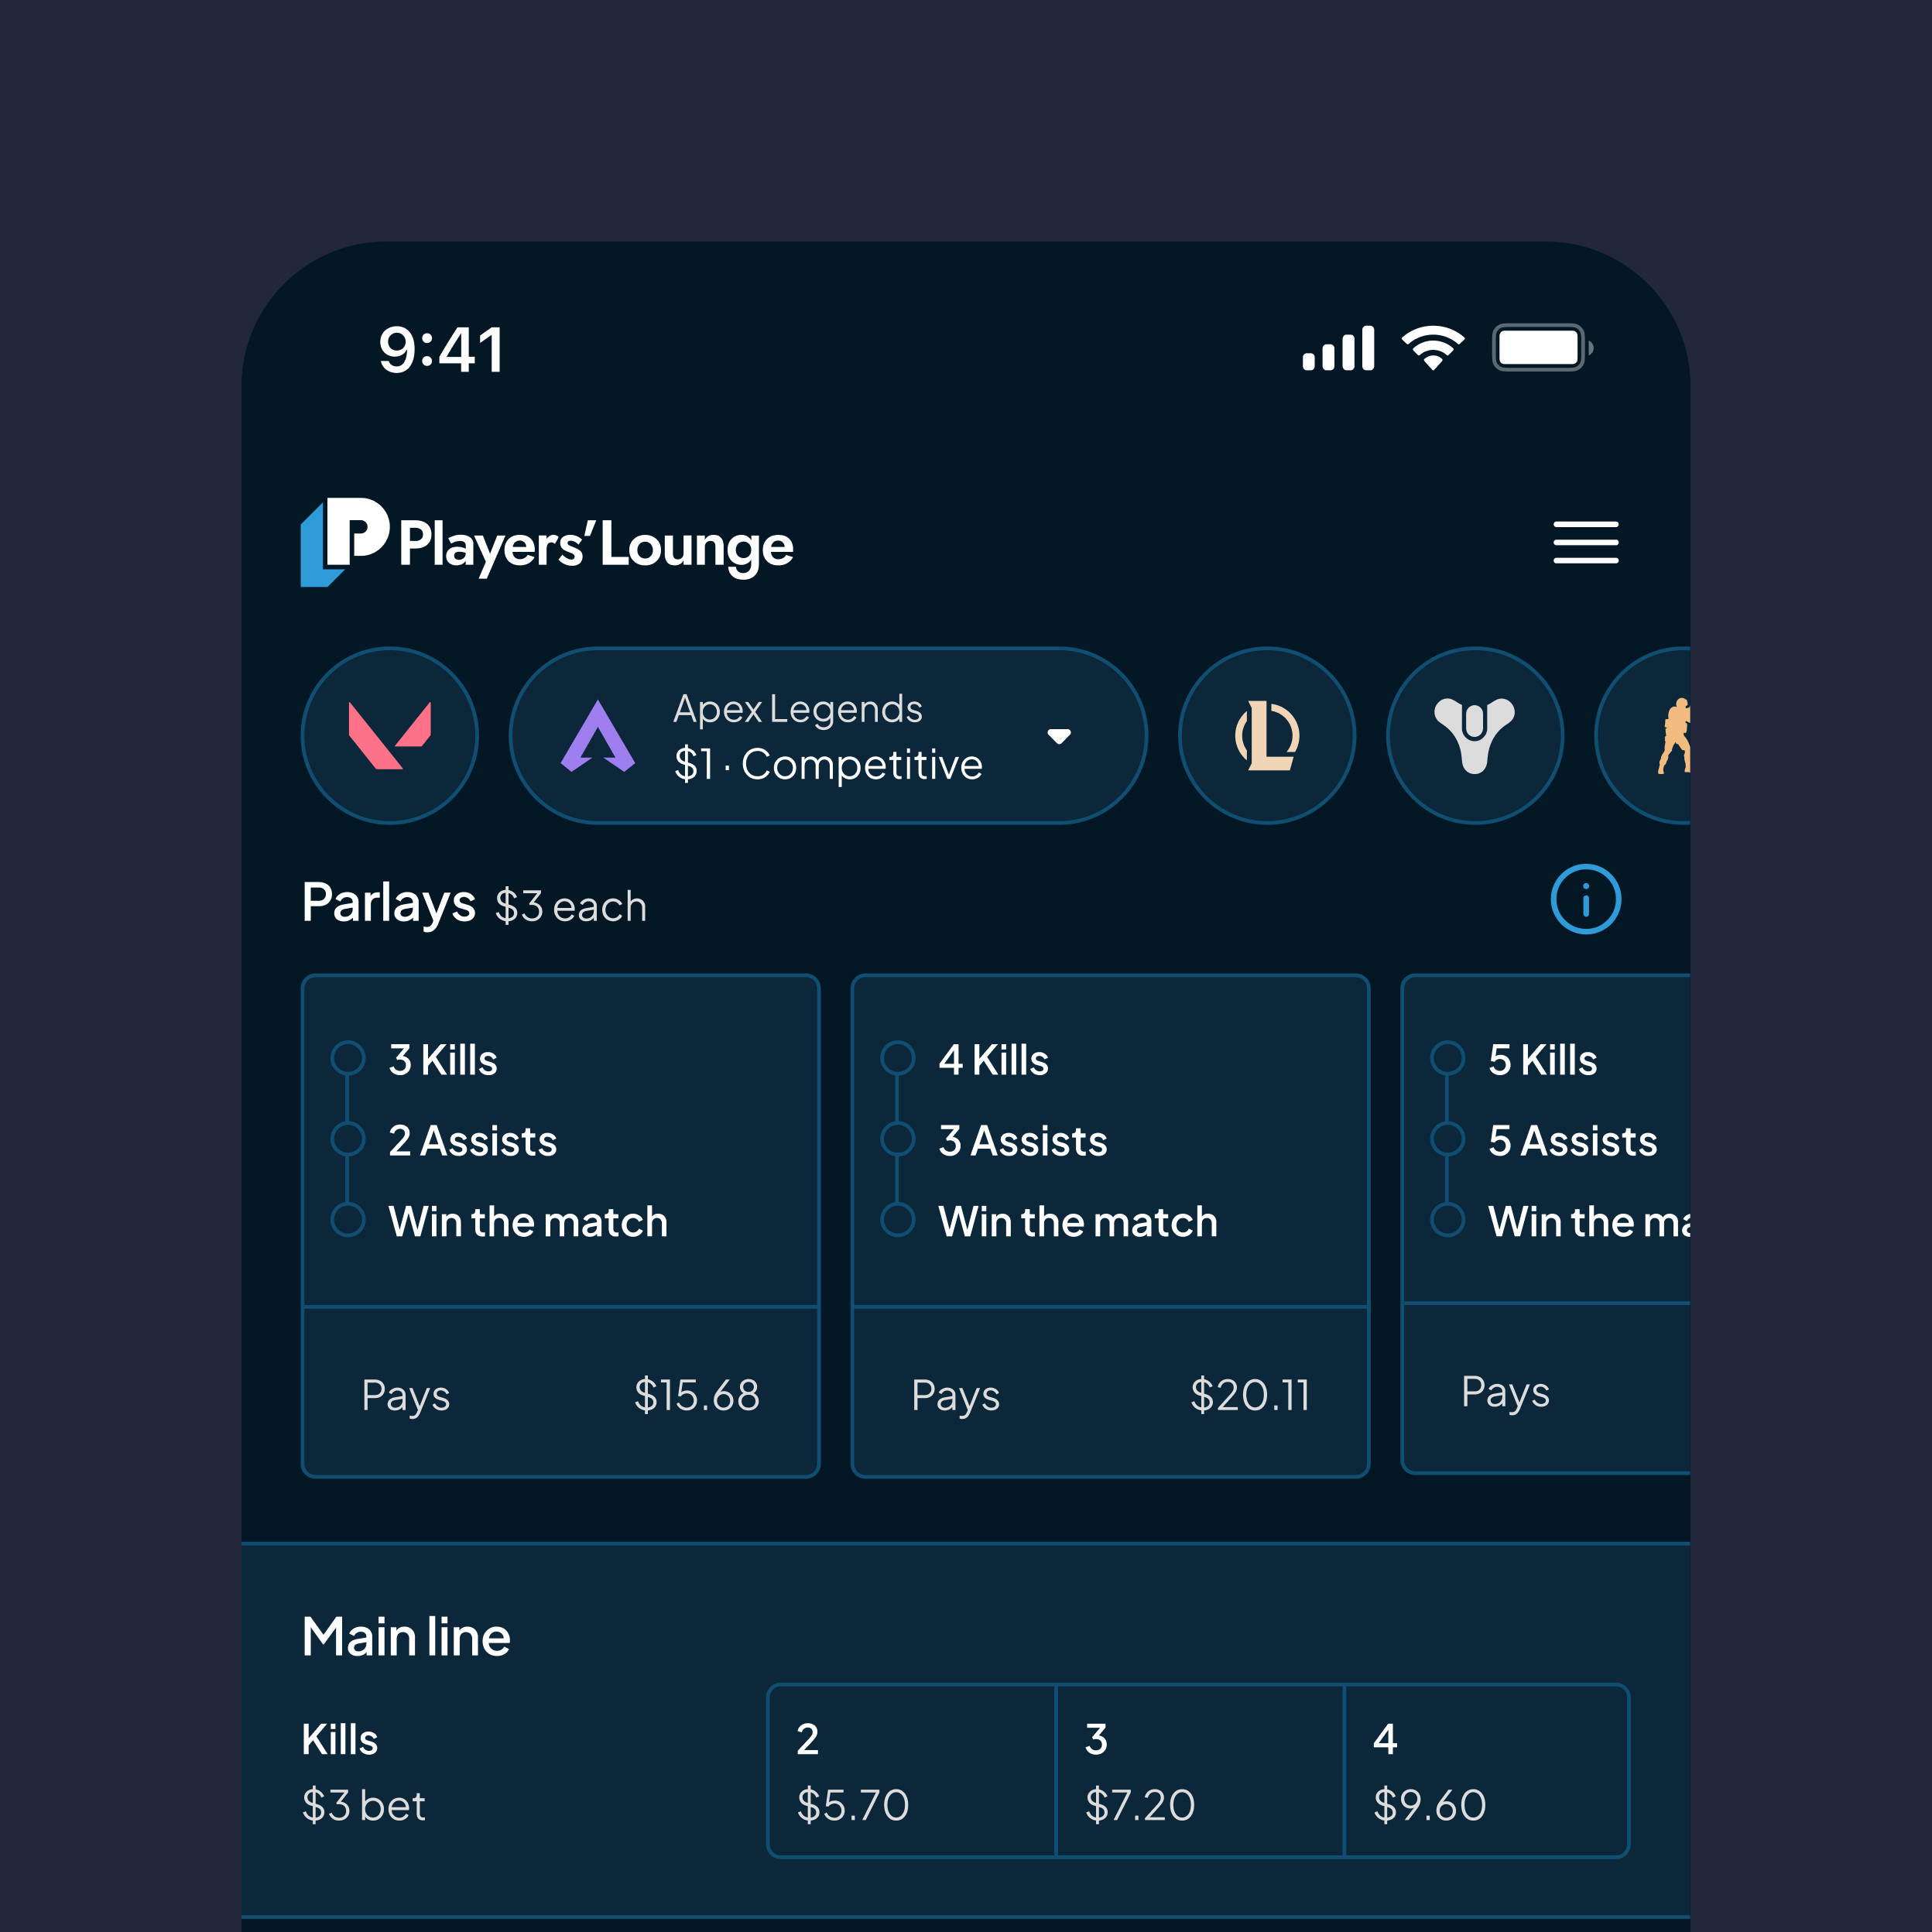 9:41
Players' Lounge
Apex Legends
$1 · Competitive
Parlays $3 each
3 Kills
2 Assists
Win the match
Pays $15.68
4 Kills
3 Assists
Win the match
Pays $20.11
5 Kills
5 Assists
Win the
Pays
Main line
Kills
$3 bet
2
$5.70
3
$7.20
4
$9.60